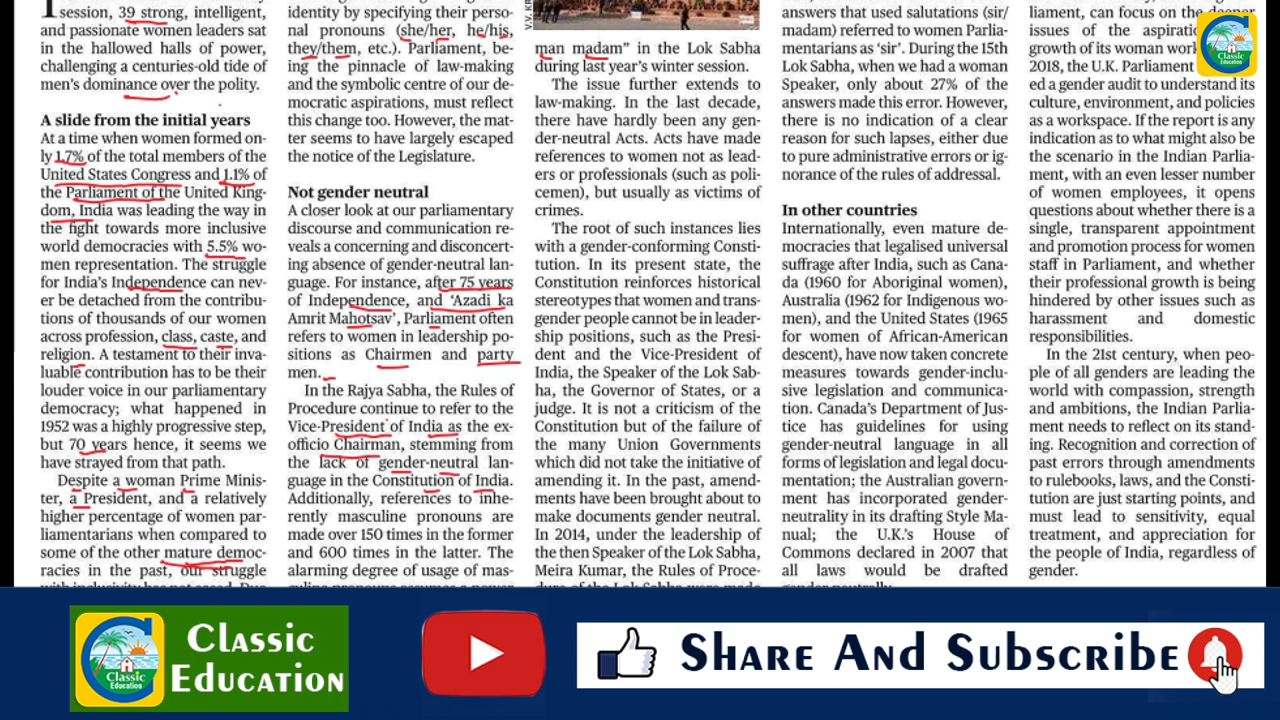 session, 39 strong, intelligent,
and passionate women leaders sat
in the hallowed halls of power,
challenging a centuries-old tide of
men's dominance over the polity.
A slide from the initial years
At a time when women formed on-
ly 1.7% of the total members of the
United States Congress and 1.1% of
the Parliament of the United King-
dom, India was leading the way in
the fight towards more inclusive
world democracies with 5.5% wo-
men representation. The struggle
for India's Independence can nev-
er be detached from the contribu-
tions of thousands of our women
across profession, class, caste, and
religion. A testament to their inva-
luable contribution has to be their
louder voice in our parliamentary
democracy; what happened in
1952 was a highly progressive step,
but 70 years hence, it seems we
have strayed from that path.
Despite a woman Prime Minis-
ter, a President, and a relatively
higher percentage of women par-
liamentarians when compared to
some of the other mature democ-
racies in the past, our struggle
identity by specifying their perso-
nal pronouns (she/her, he/his,
they/them, etc.). Parliament, be-
ing the pinnacle of law-making
and the symbolic centre of our de-
mocratic aspirations, must reflect
this change too. However, the mat-
ter seems to have largely escaped
the notice of the Legislature.
Not gender neutral
A closer look at our parliamentary
discourse and communication re-
veals a concerning and disconcert-
ing absence of gender-neutral lan-
guage. For instance, after 75 years
of Independence, and ‘Azadi ka
Amrit Mahotsav’, Parliament often
refers to women in leadership po-
sitions as Chairmen and party
men.
In the Rajya Sabha, the Rules of
Procedure continue to refer to the
Vice-President of India as the ex-
officio Chairman, stemming from
the lack of gender-neutral lan-
guage in the Constitution of India.
Additionally, references to inhe-
rently masculine pronouns are
made over 150 times in the former
and 600 times in the latter. The
alarming degree of usage of mas-
man madam” in the Lok Sabha
during last year's winter session.
The issue further extends to
law-making. In the last decade,
there have hardly been any gen-
der-neutral Acts. Acts have made
references to women not as lead-
ers or professionals (such as poli-
cemen), but usually as victims of
crimes.
The root of such instances lies
with a gender-conforming Consti-
tution. In its present state, the
Constitution reinforces historical
stereotypes that women and trans-
gender people cannot be in leader-
ship positions, such as the Presi-
dent and the Vice-President of
India, the Speaker of the Lok Sab-
ha, the Governor of States, or a
judge. It is not a criticism of the
Constitution but of the failure of
the many Union Governments
which did not take the initiative of
amending it. In the past, amend-
ments have been brought about to
make documents gender neutral.
In 2014, under the leadership of
the then Speaker of the Lok Sabha,
Meira Kumar, the Rules of Proce-
dure of the Lok Sabha were made
answers that used salutations (sir/
madam) referred to women Parlia-
mentarians as ‘sir’. During the 15th
Lok Sabha, when we had a woman
Speaker, only about 27% of the
answers made this error. However,
there is no indication of a clear
reason for such lapses, either due
to pure administrative errors or ig-
norance of the rules of addressal.
In other countries
Internationally, even mature de-
mocracies that legalised universal
suffrage after India, such as Cana-
da (1960 for Aboriginal women),
Australia (1962 for Indigenous wo-
men), and the United States (1965
for women of African-American
descent), have now taken concrete
measures towards gender-inclu-
sive legislation and communica-
tion. Canada's Department of Jus-
tice has guidelines for using
gender-neutral language in all
forms of legislation and legal docu-
mentation; the Australian govern-
ment has incorporated gender-
neutrality in its drafting Style Ma-
nual; the U.K.'s House of
Commons declared in 2007 that
all laws would be drafted
gender-neutrally.
liament, can focus on the deeper
issues of the
growth of its woman
2018, the U.K. Parliament
ed a gender audit to understand its
culture, environment, and policies
as a workspace. If the report is any
indication as to what might also be
the scenario in the Indian Parlia-
ment, with an even lesser number
of women employees, it opens
questions about whether there is a
single, transparent appointment
and promotion process for women
staff in Parliament, and whether
their professional growth is being
hindered by other issues such as
harassment and domestic
responsibilities.
In the 21st century, when peo-
ple of all genders are leading the
world with compassion, strength
and ambitions, the Indian Parlia-
ment needs to reflect on its stand-
ing. Recognition and correction of
past errors through amendments
to rulebooks, laws, and the Consti-
tution are just starting points, and
must lead to sensitivity, equal
treatment, and appreciation for
the people of India, regardless of
gender.
Classic
Education
Classic
Education
Classic
Education
Share And Subscribe